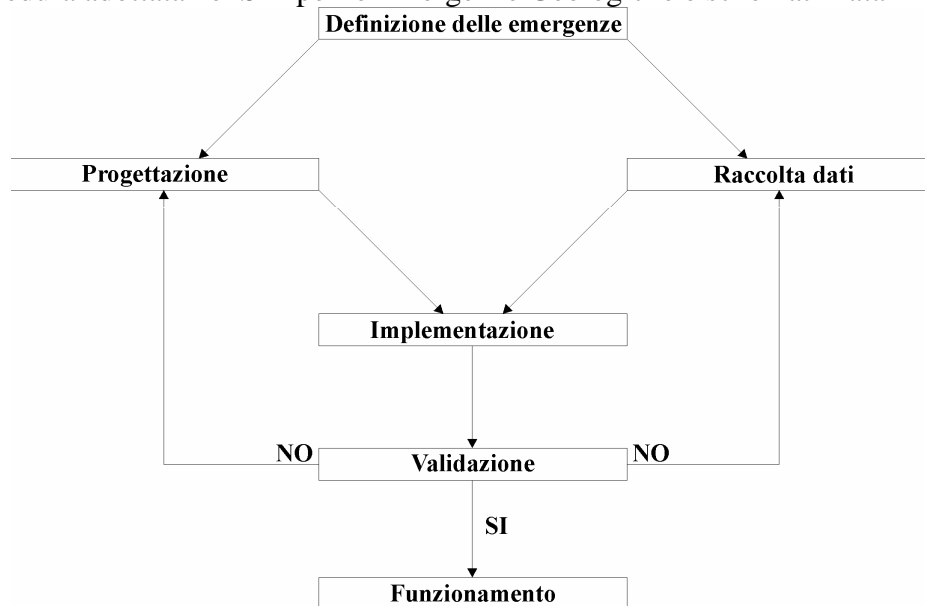 Definizione delle emergenze
Progettazione
Raccolta dati
Implementazione
NO
Validazione
NO
SI
Funzionamento